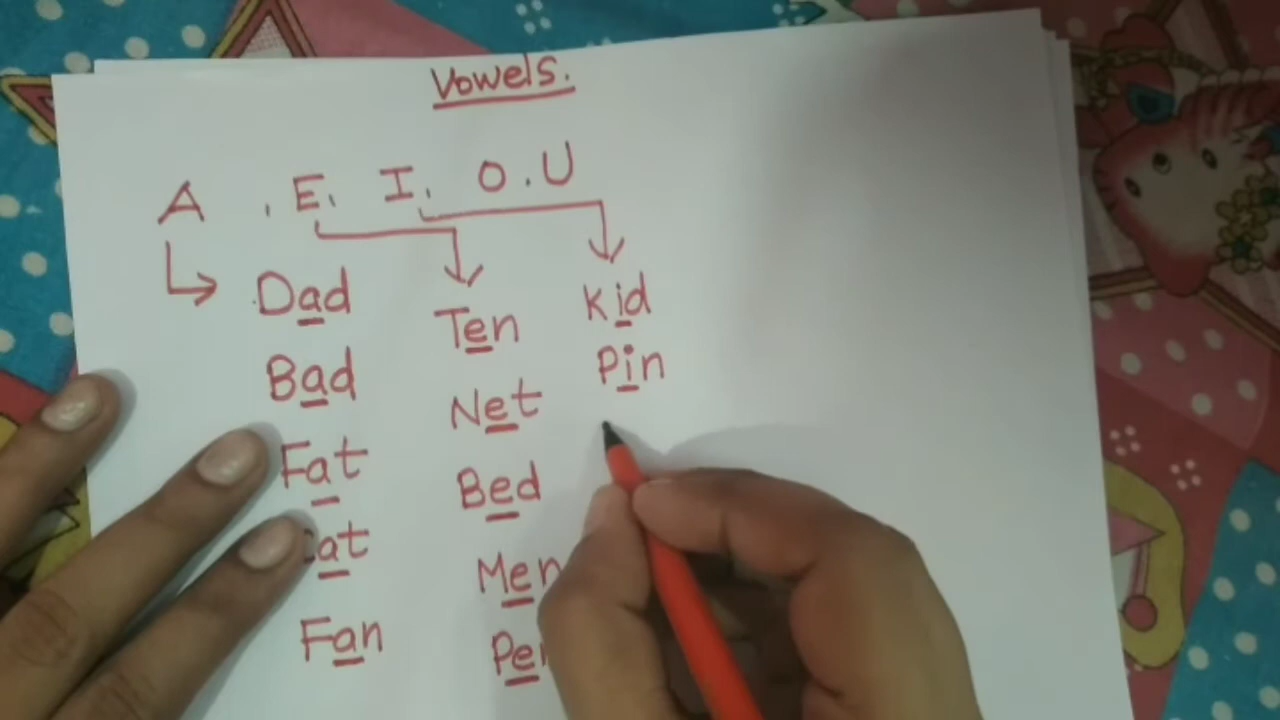 Vowels.
A , E, I, O . U
Dad Ten Kid
Bad Net Pin
Fat Bed
Men
Fan